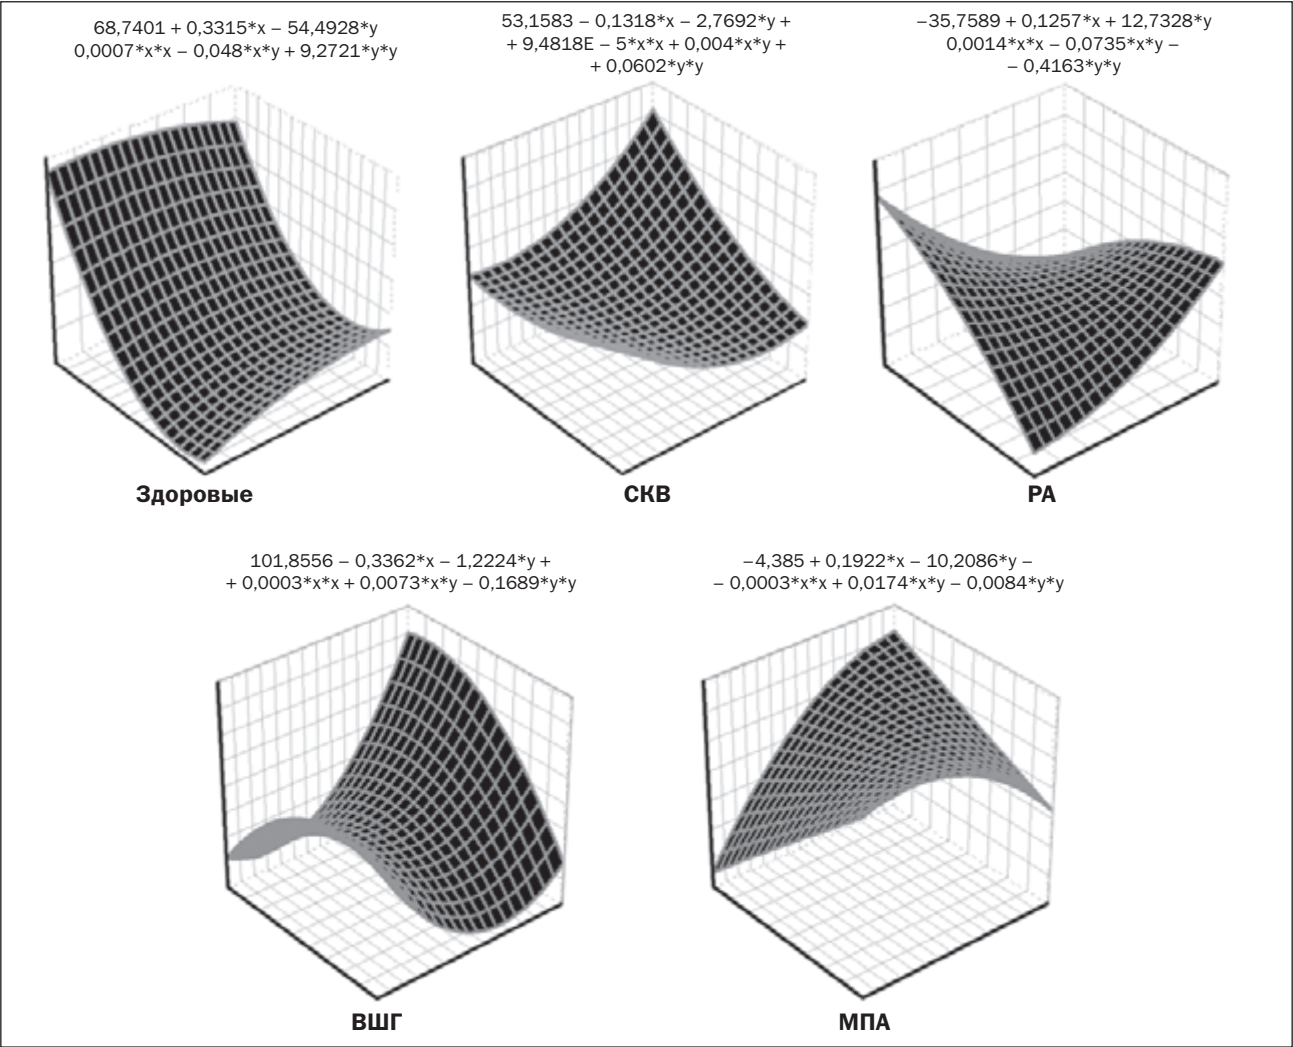 68,7401 + 0,3315*x – 54,4928*y
0,0007*x*x – 0,048*x*y + 9,2721*y*y
53,1583 – 0,1318*x – 2,7692*y +
+ 9,4818E – 5*x*x + 0,004*x*y +
+ 0,0602*y*y
–35,7589 + 0,1257*x + 12,7328*y
0,0014*x*x – 0,0735*x*y –
– 0,4163*y*y
Здоровые
СКВ
РА
101,8556 – 0,3362*x – 1,2224*y +
+ 0,0003*x*x + 0,0073*x*y – 0,1689*y*y
–4,385 + 0,1922*x – 10,2086*y –
– 0,0003*x*x + 0,0174*x*y – 0,0084*y*y
ВШГ
МПА